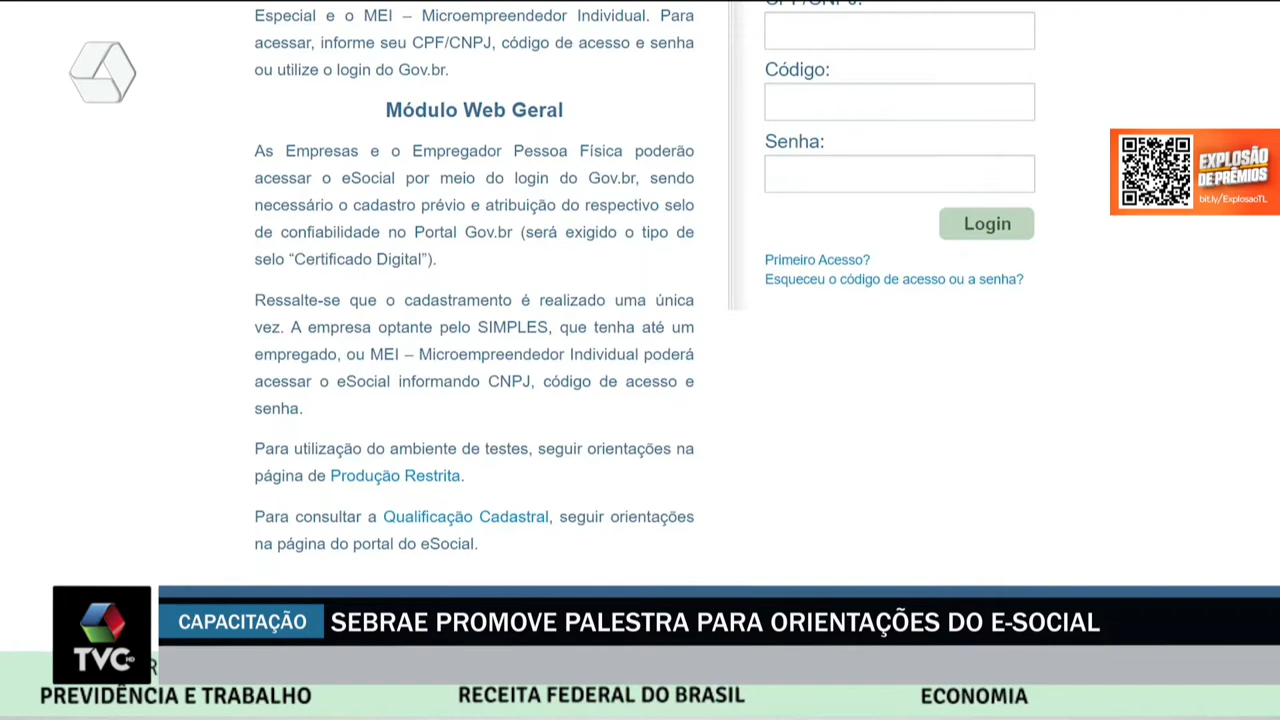 Especial e o MEI – Microempreendedor Individual. Para
acessar, informe seu CPF/CNPJ, código de acesso e senha
ou utilize o login do Gov.br.
Módulo Web Geral
As Empresas e o Empregador Pessoa Física poderão
acessar o eSocial por meio do login do Gov.br, sendo
necessário o cadastro prévio e atribuição do respectivo selo
de confiabilidade no Portal Gov.br (será exigido o tipo de
selo “Certificado Digital”).
Ressalte-se que o cadastramento é realizado uma única
vez. A empresa optante pelo SIMPLES, que tenha até um
empregado, ou MEI – Microempreendedor Individual poderá
acessar o eSocial informando CNPJ, código de acesso e
senha.
Para utilização do ambiente de testes, seguir orientações na
página de Produção Restrita.
Para consultar a Qualificação Cadastral, seguir orientações
na página do portal do eSocial.
CPF/CNPJ:
Código:
Senha:
Login
Primeiro Acesso?
Esqueceu o código de acesso ou a senha?
EXPLOSÃO
DE PRÊMIOS
bit.ly/ExplosaoTL
CAPACITAÇÃO
SEBRAE PROMOVE PALESTRA PARA ORIENTAÇÕES DO E-SOCIAL
TVC HD
PREVIDÊNCIA E TRABALHO
RECEITA FEDERAL DO BRASIL
ECONOMIA